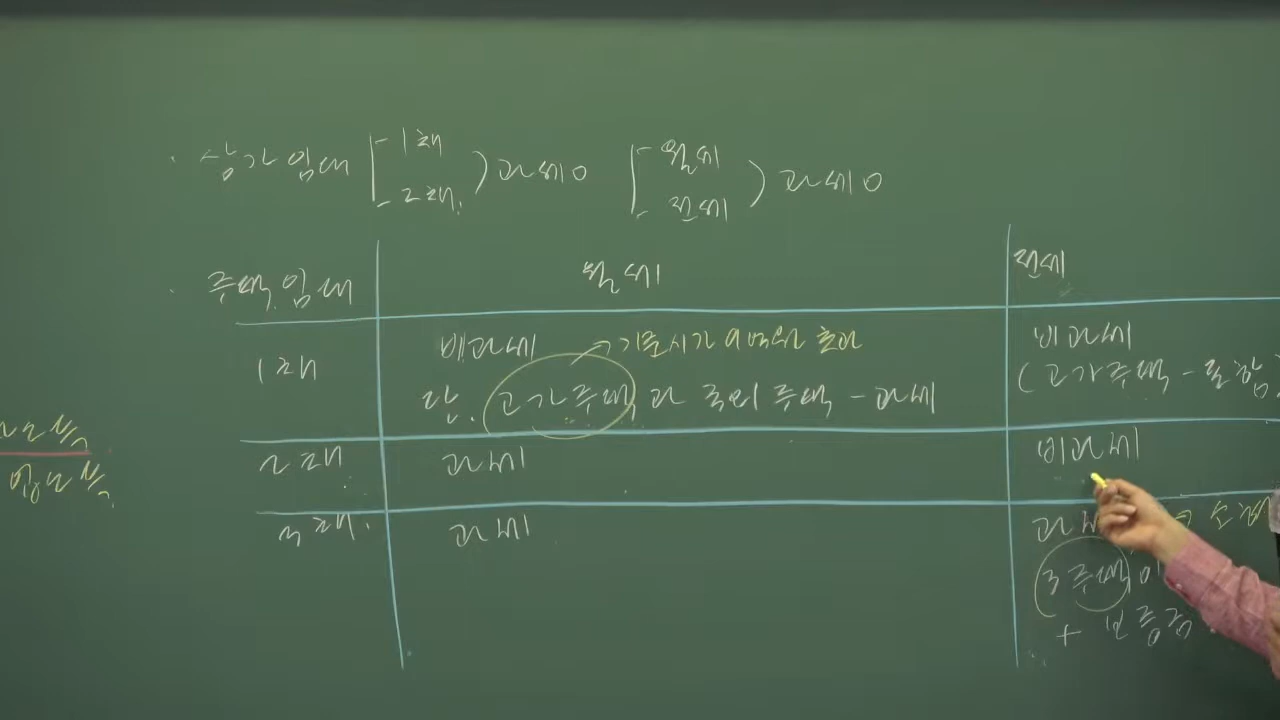 · 상가임대 [ - 1채 - 2채. ) 과세 0 [ - 월세 - 전세 ) 과세 0
· 주택임대 월세 전세
→ 기준시가 9억원 초과
1채 비과세 비과세
단. 고가주택과 국외주택 - 과세 (고가주택 - 포함
2채 과세 비과세
3채. 과세 과세
3주택
+ 보증금